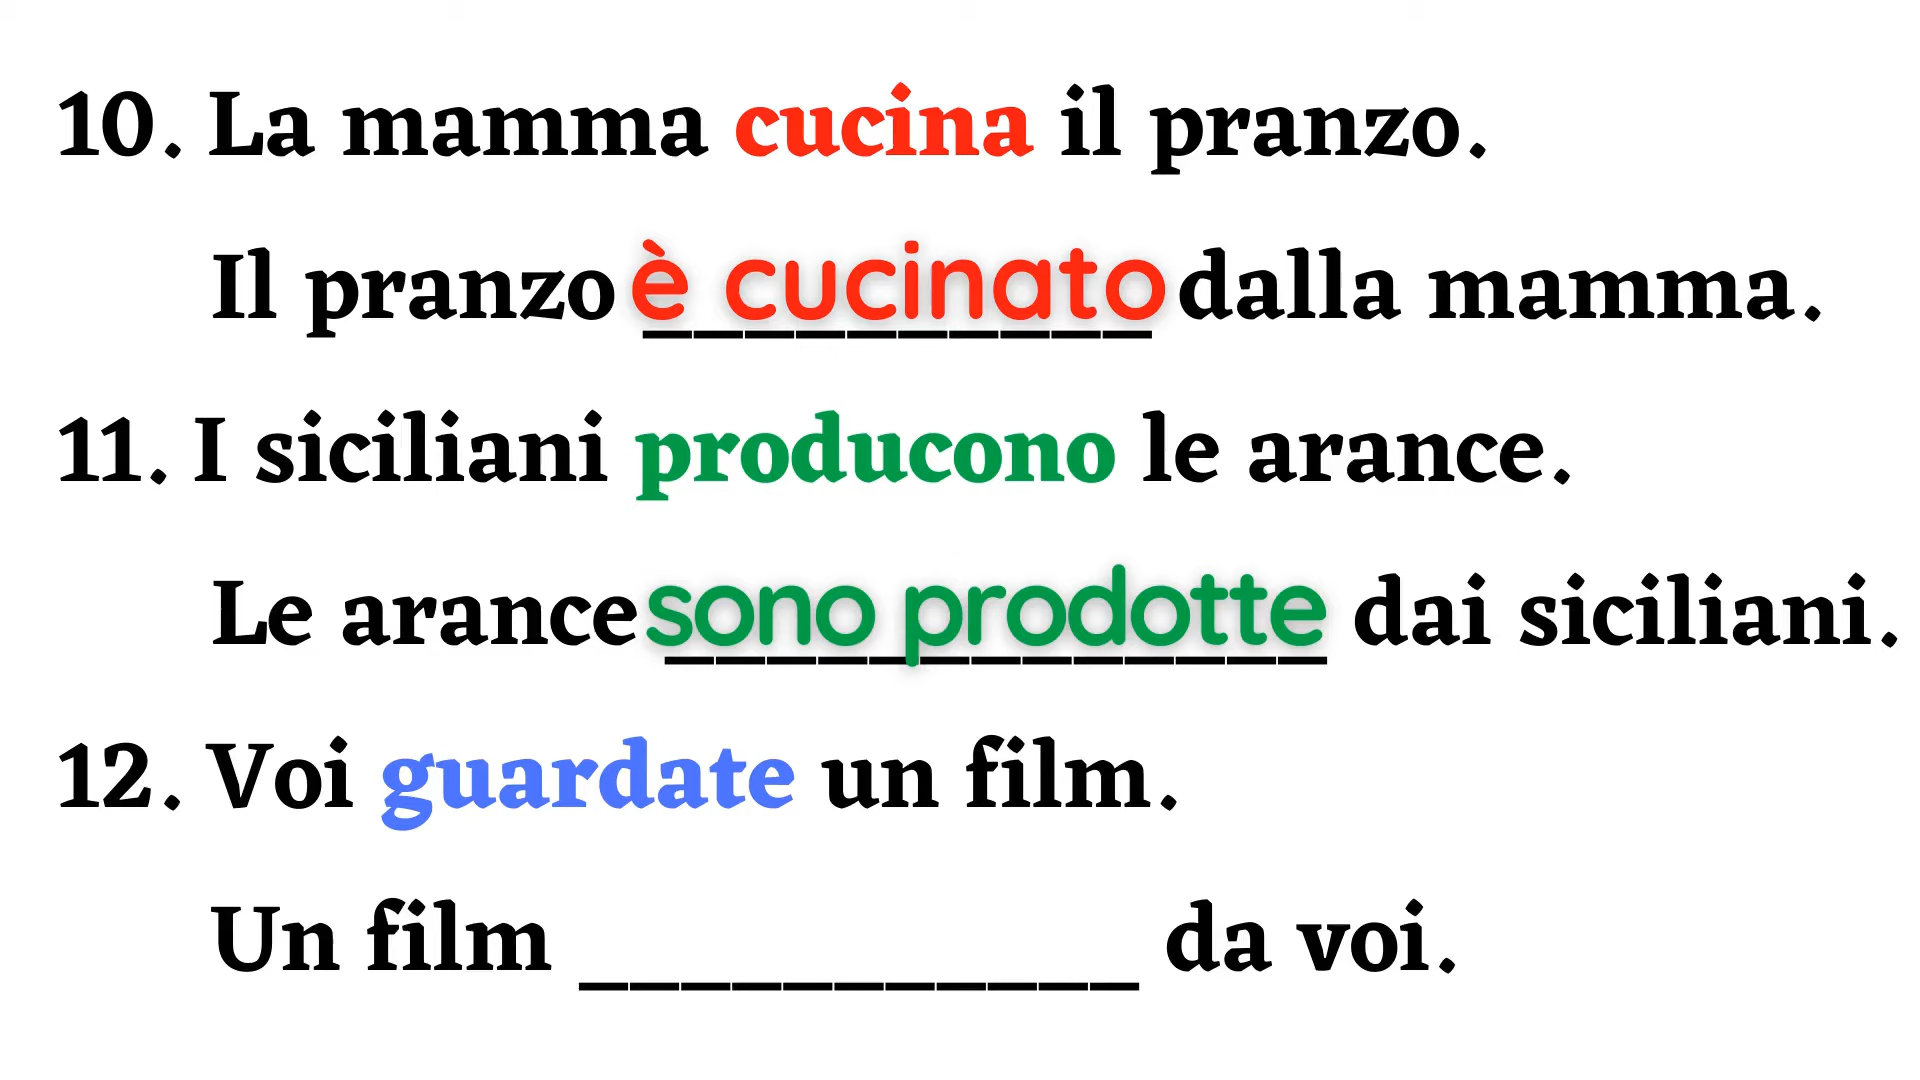 10. La mamma cucina il pranzo.
Il pranzo è cucinato dalla mamma.
11. I siciliani producono le arance.
Le arance sono prodotte dai siciliani.
12. Voi guardate un film.
Un film ___________ da voi.